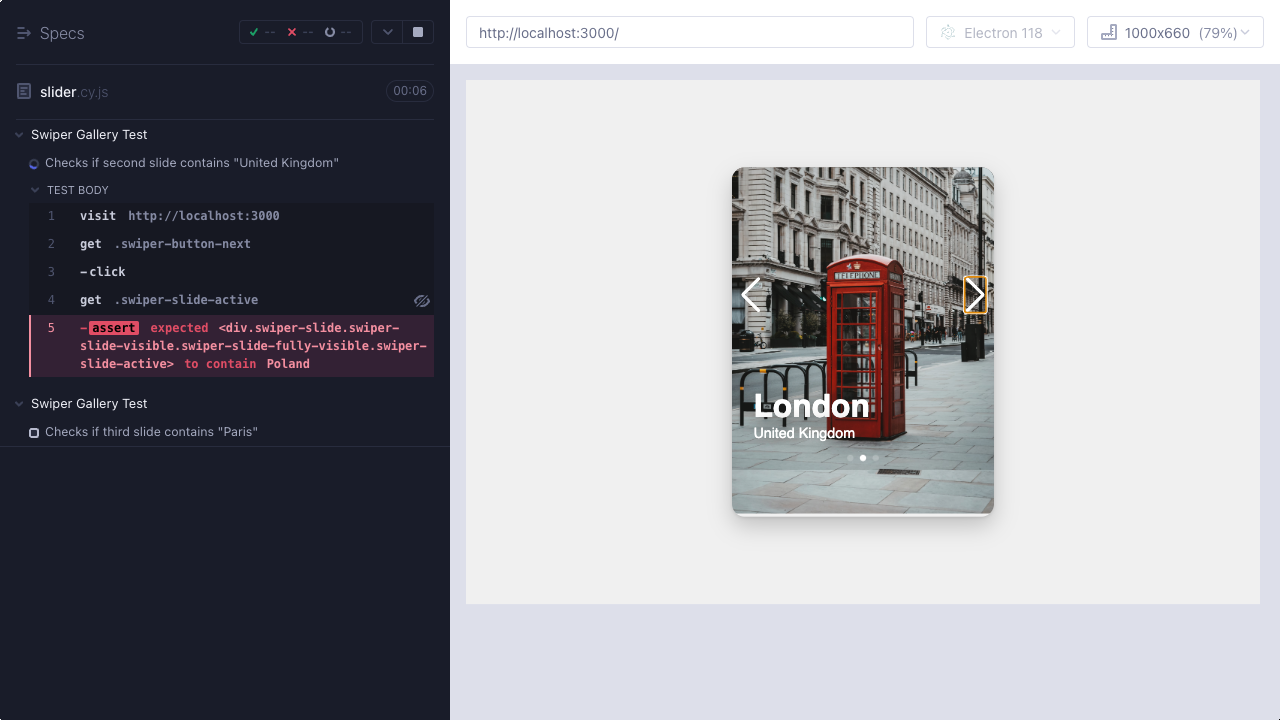 Specs
--
--
--
slider.cy.js
00:06
Swiper Gallery Test
Checks if second slide contains "United Kingdom"
TEST BODY
1 visit http://localhost:3000
2 get .swiper-button-next
3 -click
4 get .swiper-slide-active
5 -assert expected <div.swiper-slide.swiper-
slide-visible.swiper-slide-fully-visible.swiper-
slide-active> to contain Poland
Swiper Gallery Test
Checks if third slide contains "Paris"
http://localhost:3000/
Electron 118
1000x660 (79%)
TELEPHONE
London
United Kingdom